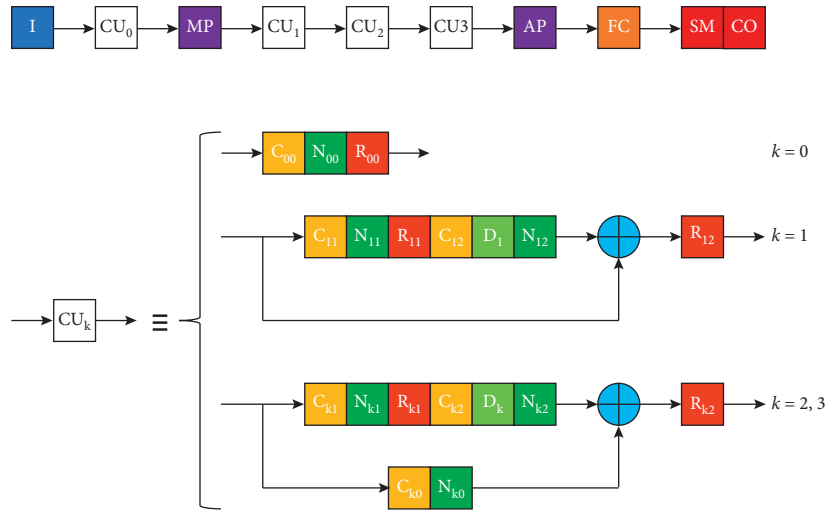 I CU₀ MP CU₁ CU₂ CU3 AP FC SM CO
C₀₀ N₀₀ R₀₀ k = 0
C₁₁ N₁₁ R₁₁ C₁₂ D₁ N₁₂ R₁₂ k = 1
CUₖ ≡
Cₖ₁ Nₖ₁ Rₖ₁ Cₖ₂ Dₖ Nₖ₂ Rₖ₂ k = 2, 3
Cₖ₀ Nₖ₀